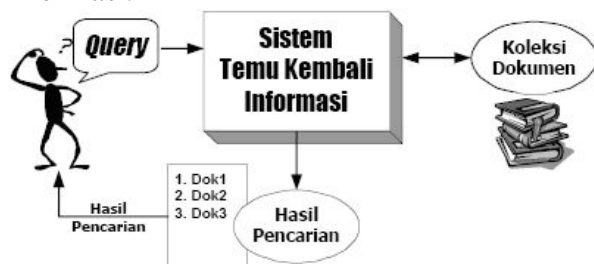 ?
Query
Sistem
Temu Kembali
Informasi
Koleksi
Dokumen
1. Dok1
2. Dok2
3. Dok3
Hasil
Pencarian
Hasil
Pencarian